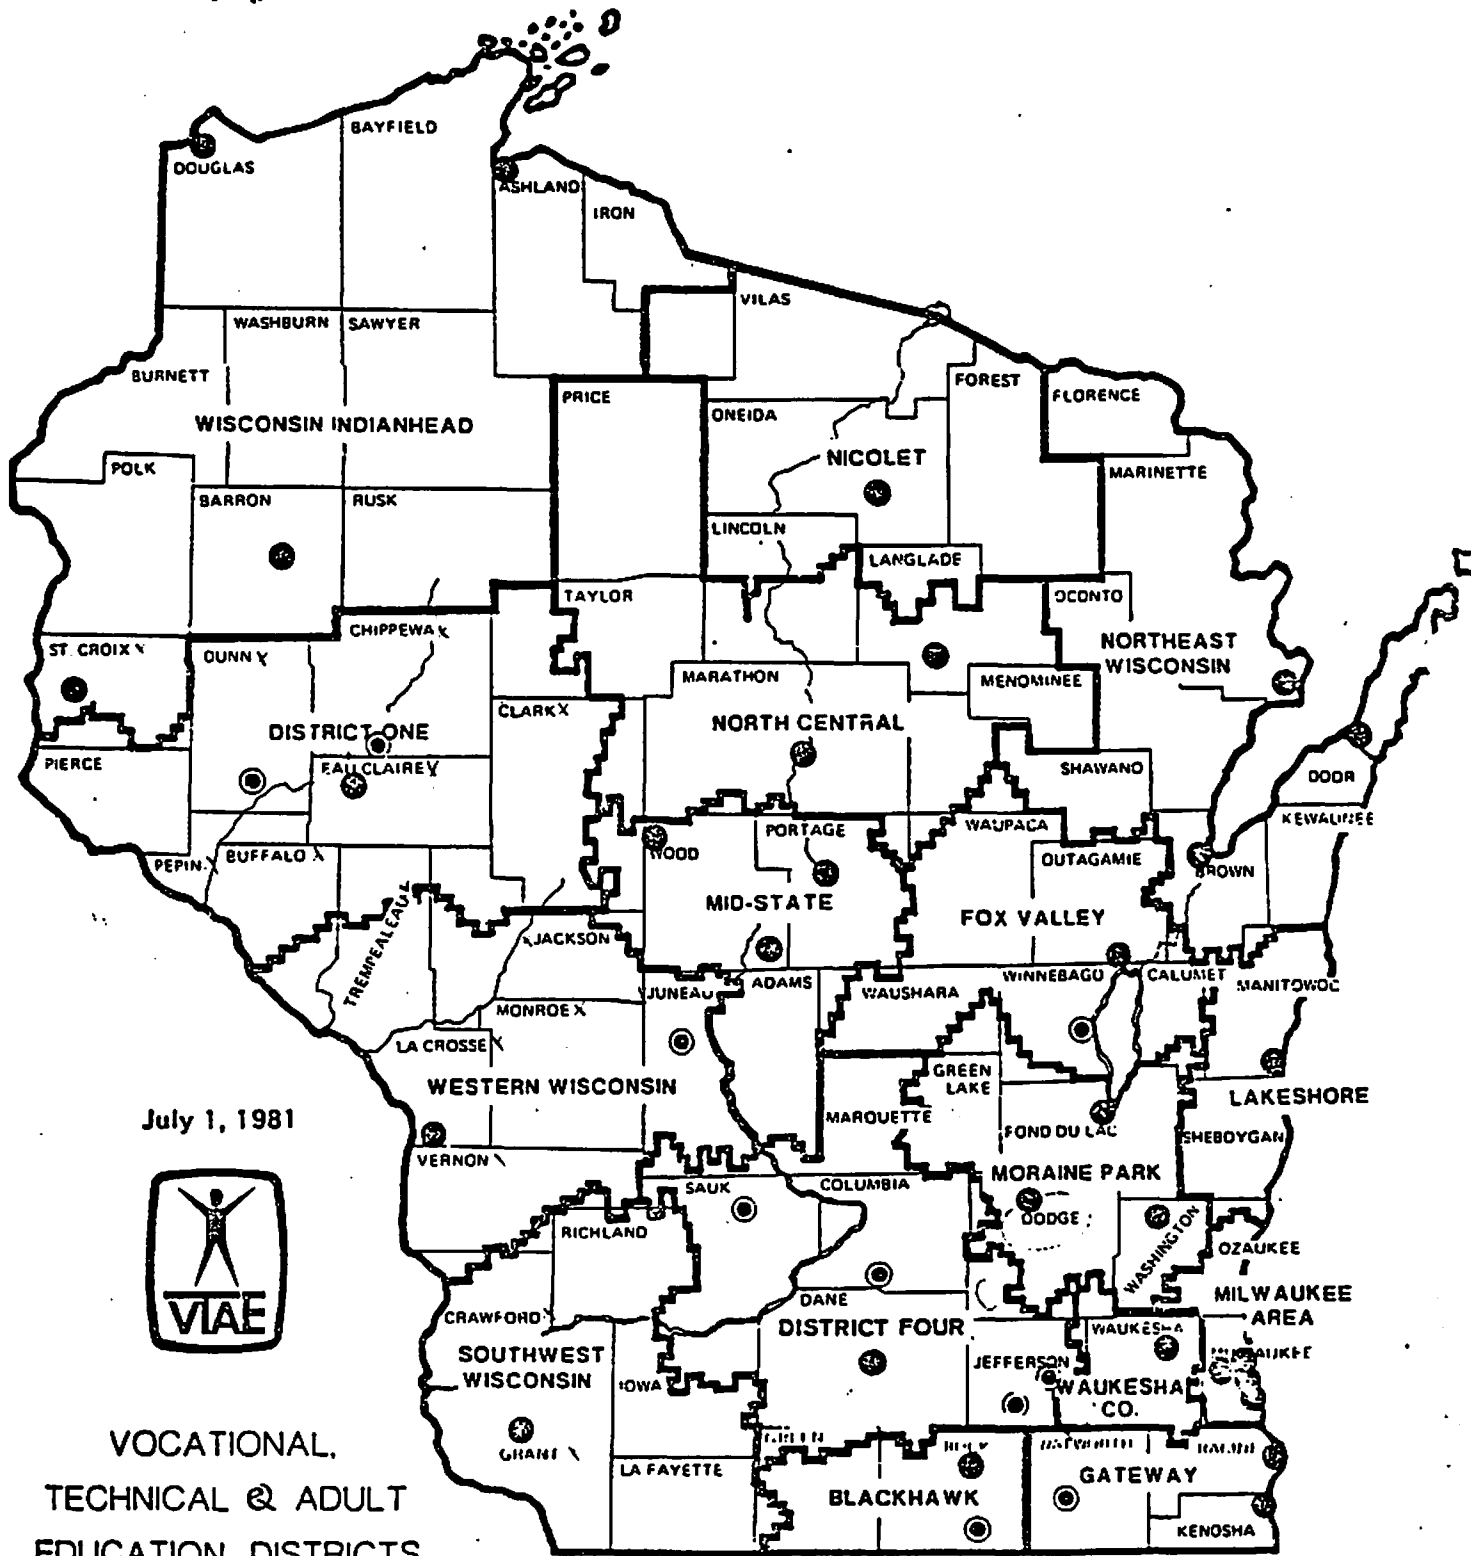 BAYFIELD
DOUGLAS
ASHLAND
IRON
VILAS
WASHBURN
SAWYER
BURNETT
FOREST
FLORENCE
PRICE
ONEIDA
WISCONSIN INDIANHEAD
NICOLET
POLK
MARINETTE
BARRON
RUSK
LINCOLN
LANGLADE
TAYLOR
OCONTO
CHIPPEWA
ST. CROIX
DUNN
NORTHEAST
WISCONSIN
MARATHON
MENOMINEE
CLARK
NORTH CENTRAL
DISTRICT ONE
PIERCE
EAU CLAIRE
SHAWANO
DOOR
KEWAUNEE
PORTAGE
WAUPACA
WOOD
OUTAGAMIE
PEPIN
BUFFALO
BROWN
MID-STATE
FOX VALLEY
TREMPEALEAU
JACKSON
WINNEBAGO
CALUMET
JUNEAU
ADAMS
WAUSHARA
MANITOWOC
MONROE
LA CROSSE
GREEN
LAKE
WESTERN WISCONSIN
LAKESHORE
MARQUETTE
July 1, 1981
FOND DU LAC
SHEBOYGAN
VERNON
MORAINE PARK
SAUK
COLUMBIA
DODGE
RICHLAND
WASHINGTON
OZAUKEE
MILWAUKEE
AREA
DANE
CRAWFORD
DISTRICT FOUR
WAUKESHA
VTAE
SOUTHWEST
WISCONSIN
JEFFERSON
IOWA
WAUKESHA
CO.
GREEN
GRANT
LA FAYETTE
GATEWAY
BLACKHAWK
KENOSHA
VOCATIONAL,
TECHNICAL & ADULT
EDUCATION DISTRICTS